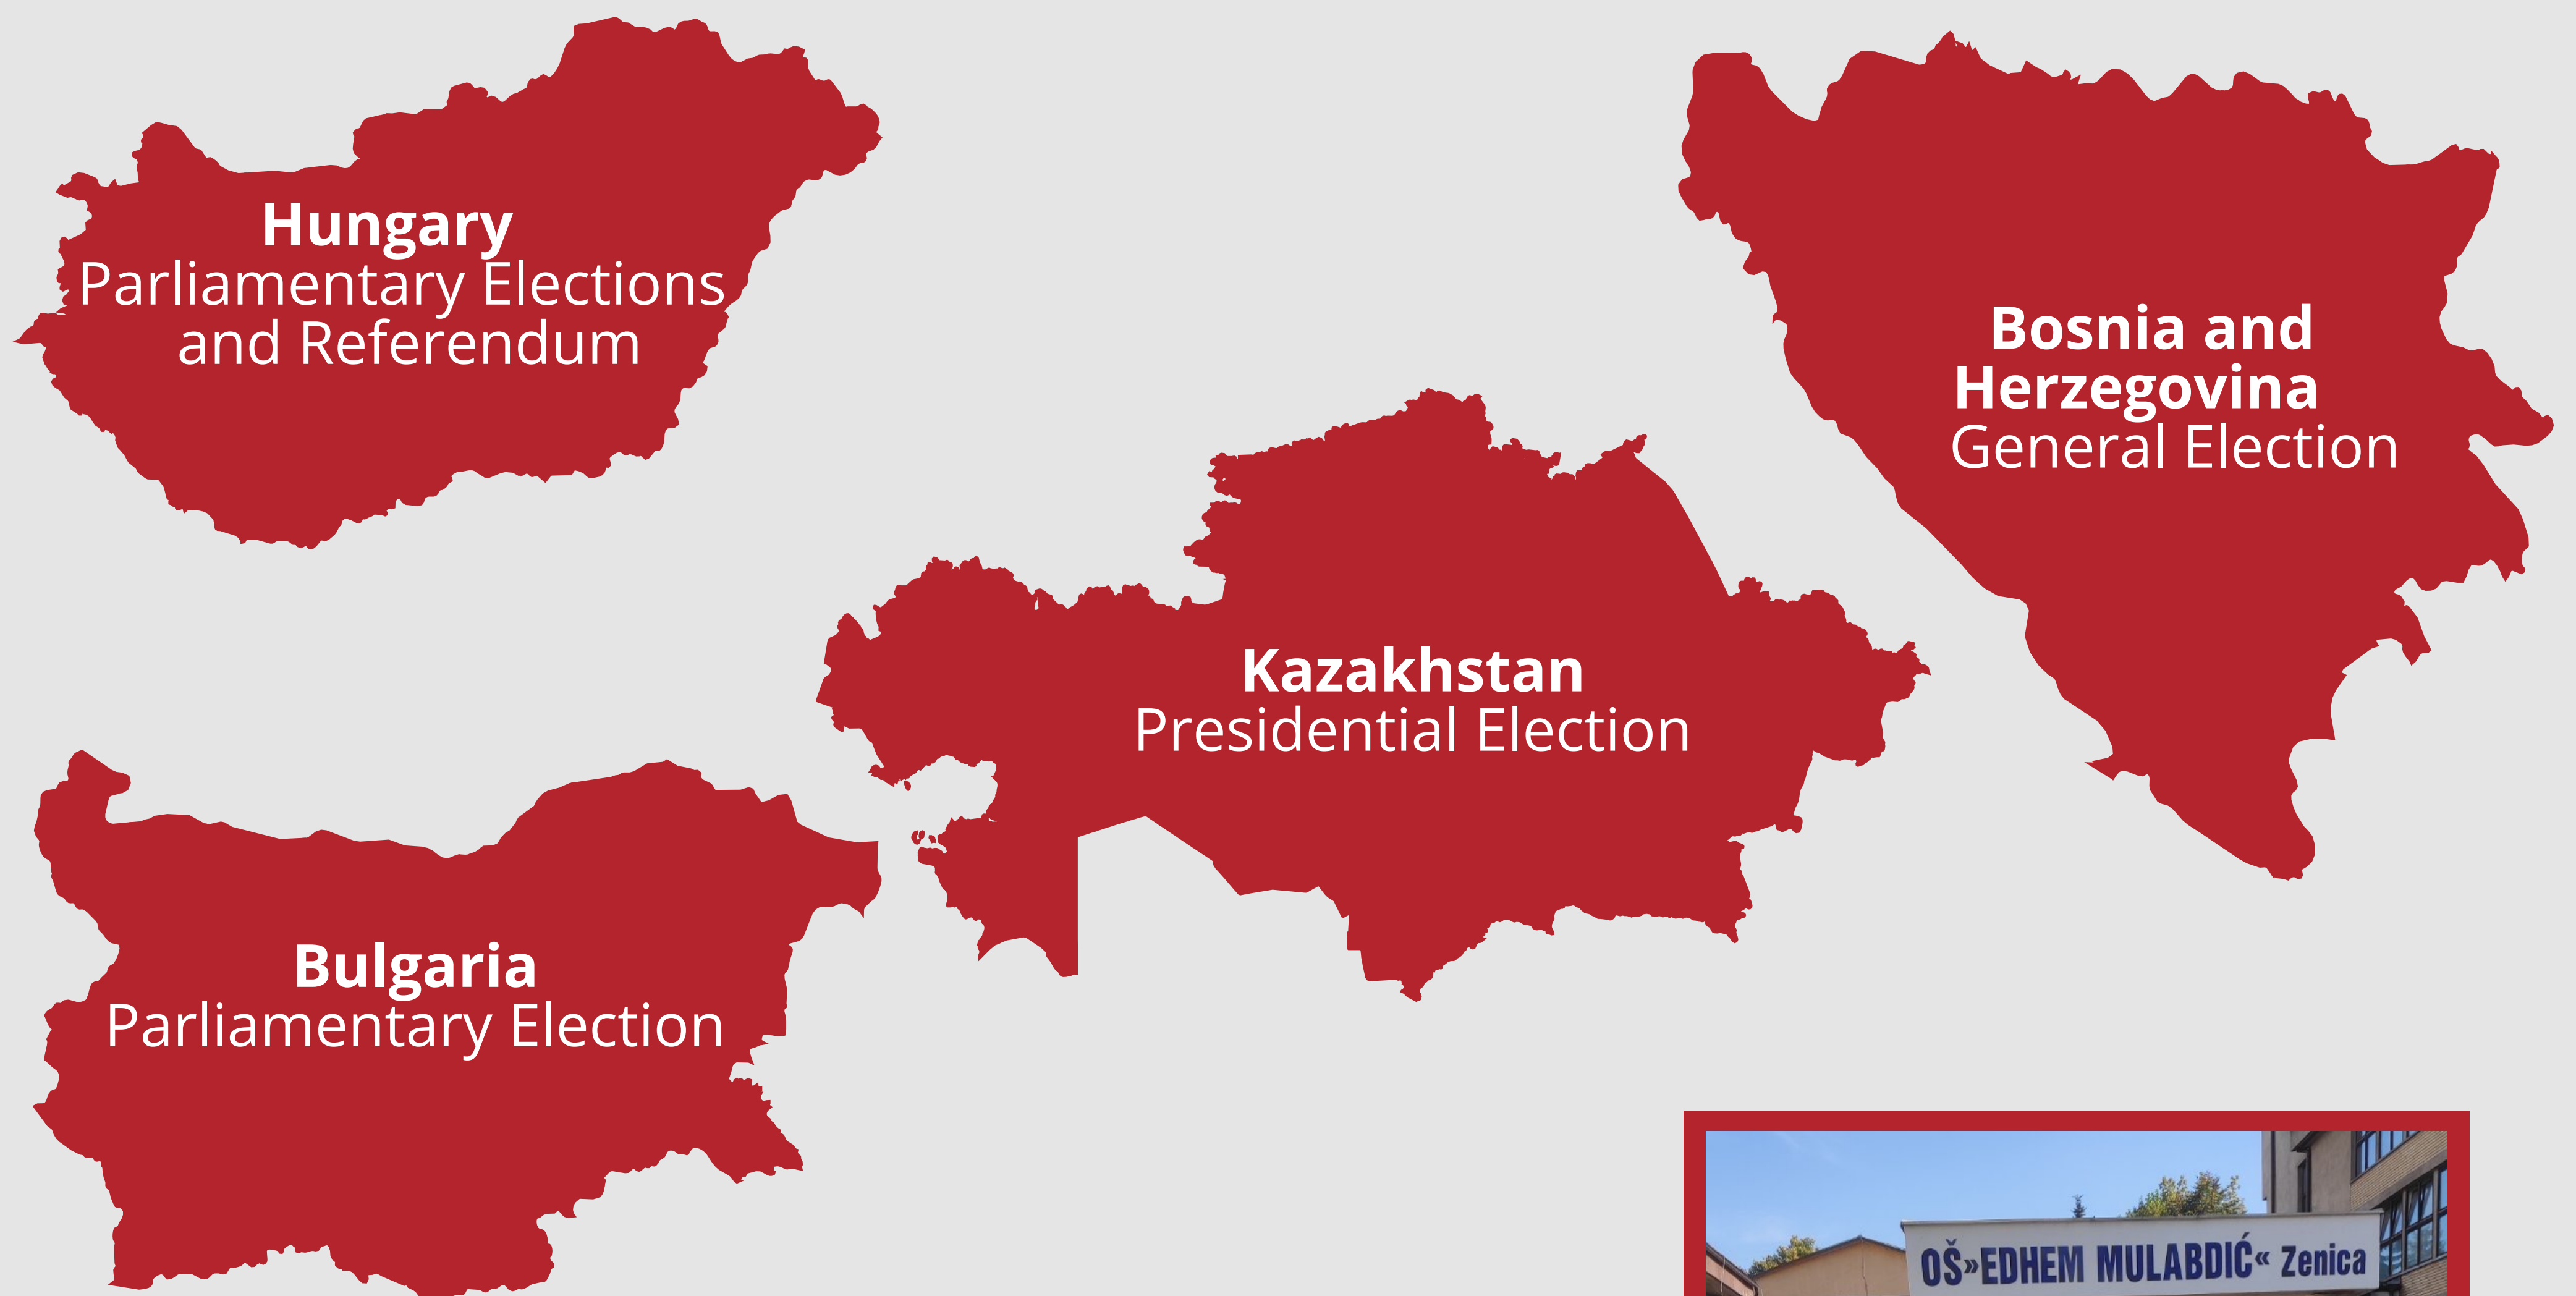 Hungary
Parliamentary Elections
and Referendum
Bosnia and
Herzegovina
General Election
Kazakhstan
Presidential Election
Bulgaria
Parliamentary Election
OŠ»EDHEM MULABDIĆ« Zenica